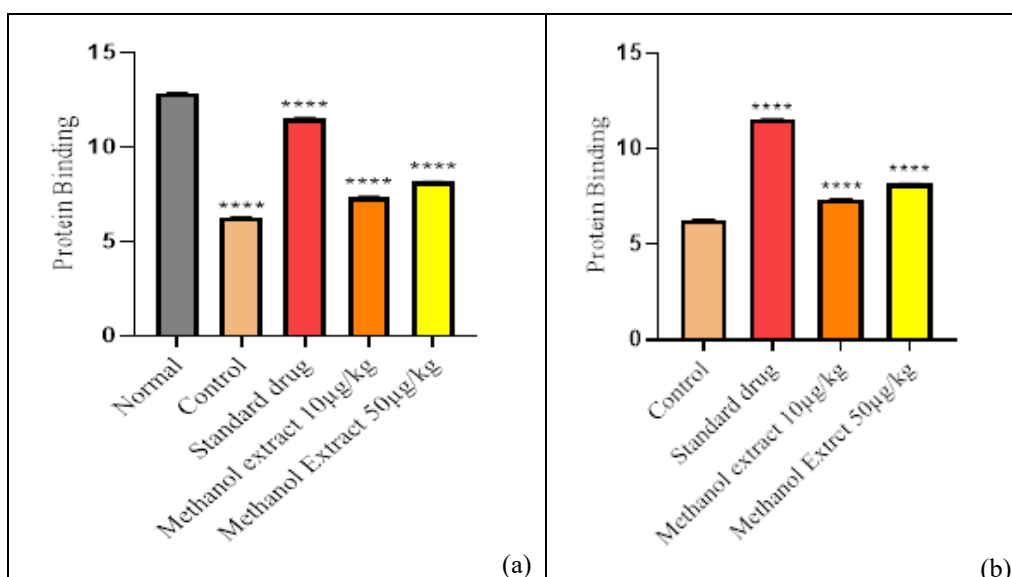 15
10
5
0
Protein Binding
****
****
****
****
Normal
Control
Standard drug
Methanol extract 10µg/kg
Methanol Extract 50µg/kg
(a)
15
10
5
0
Protein Binding
****
****
****
Control
Standard drug
Methanol extract 10µg/kg
Methanol Extrct 50µg/kg
(b)